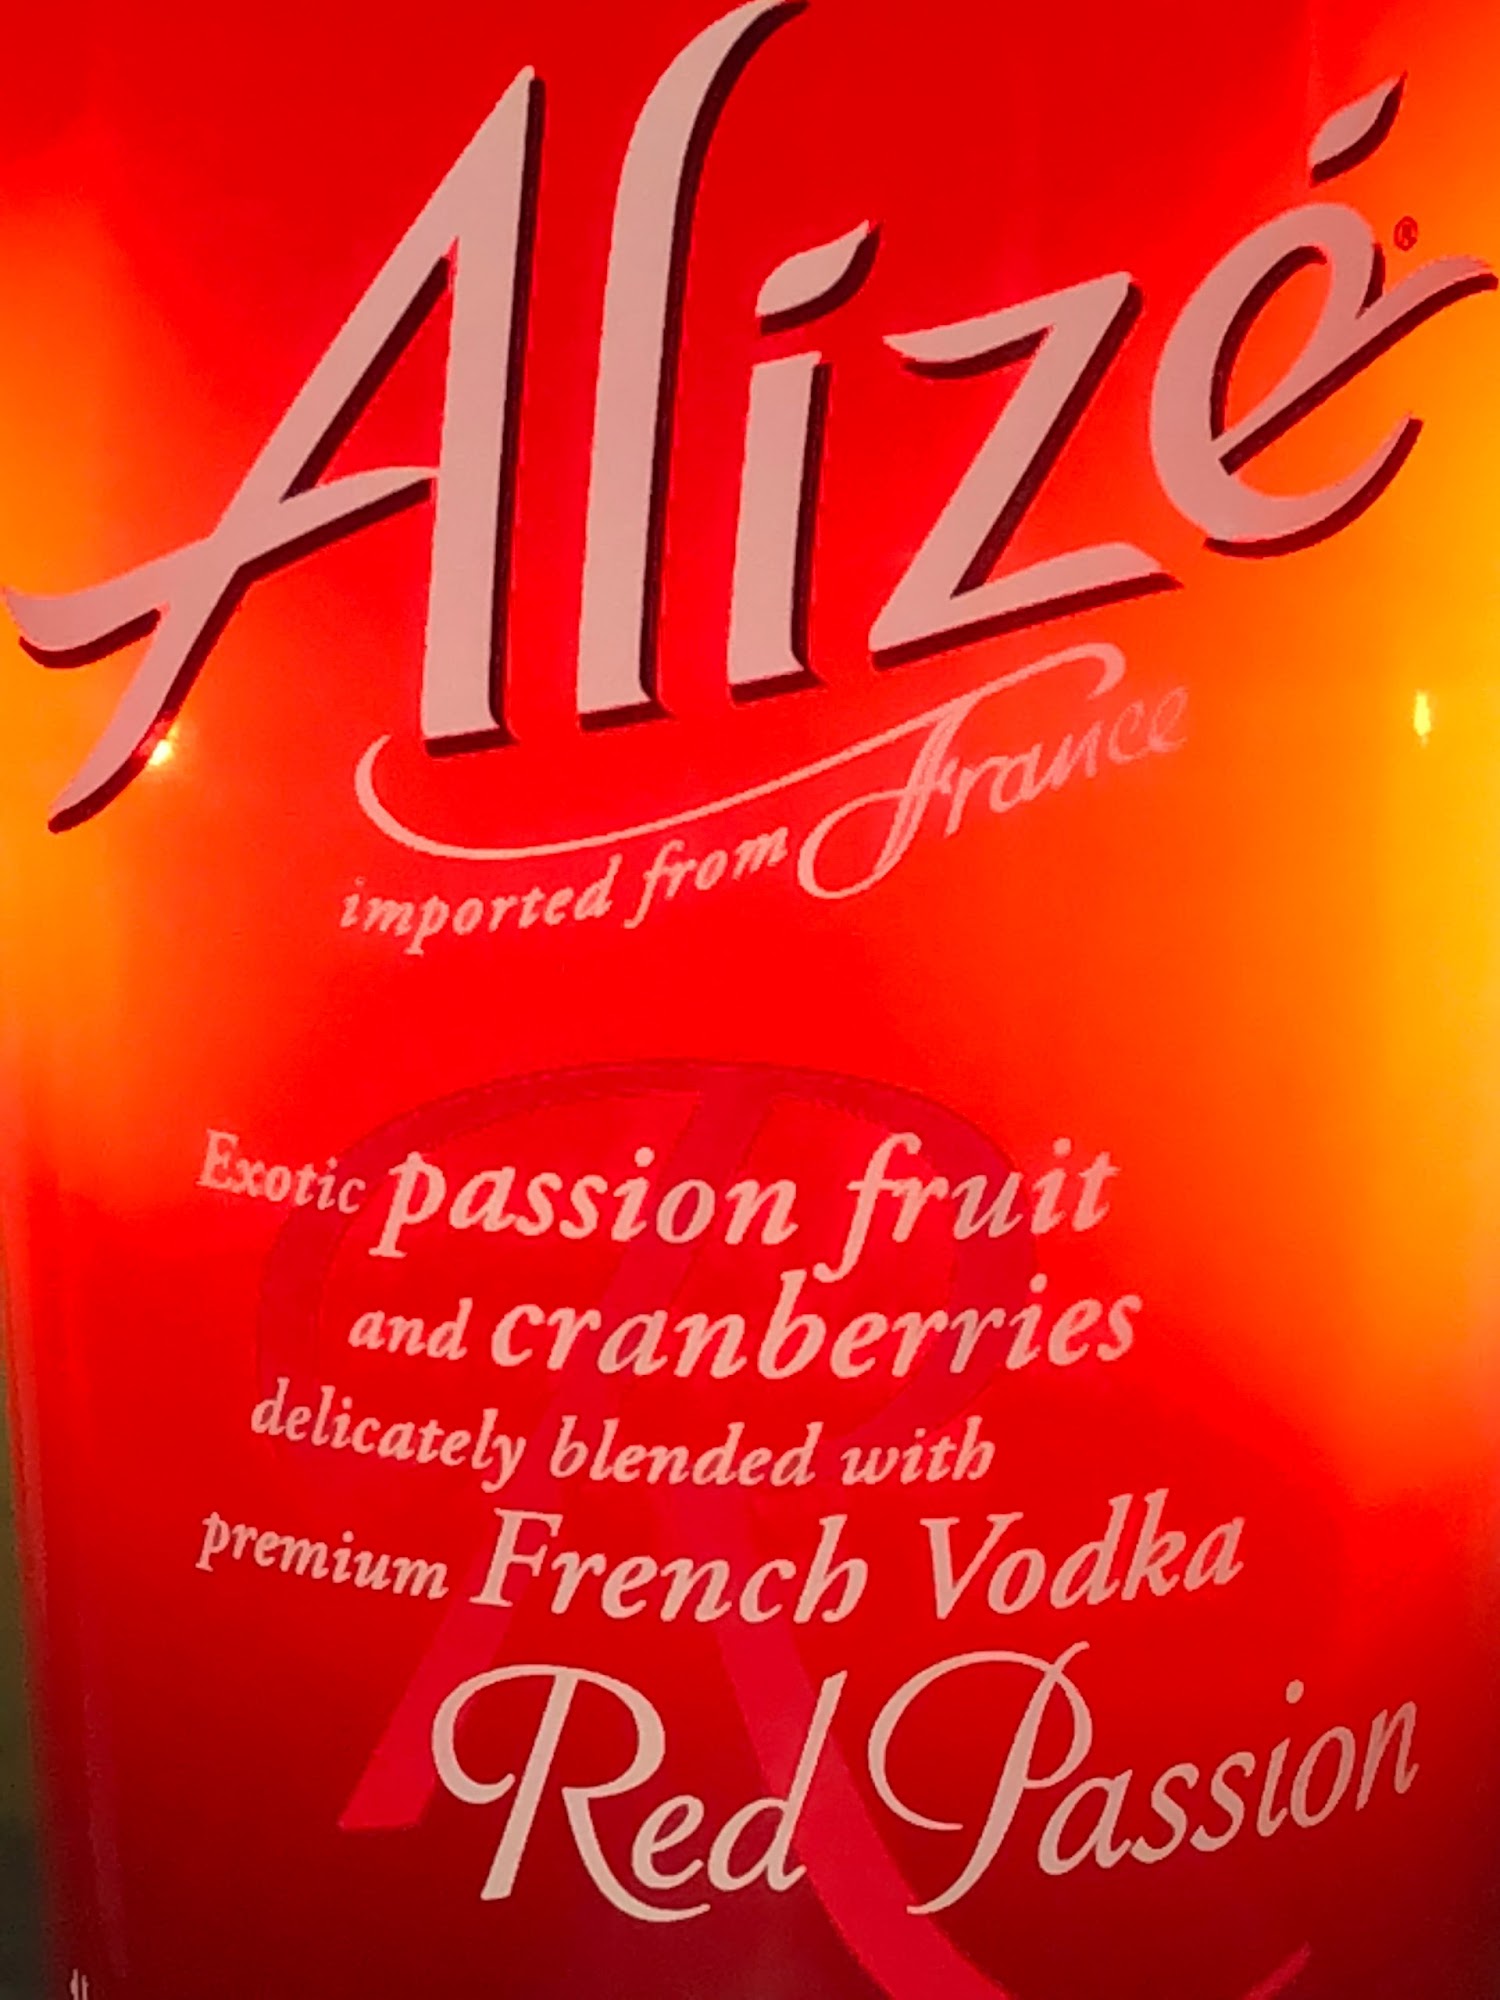 Alizé®
imported from France
Exotic passion fruit
and cranberries
delicately blended with
premium French Vodka
Red Passion